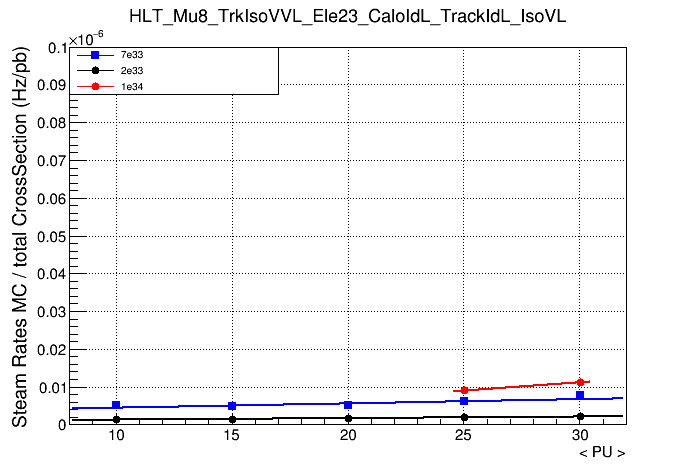 HLT_Mu8_TrkIsoVVL_Ele23_CaloIdL_TrackIdL_IsoVL
×10⁻⁶
0.1
7e33
2e33
1e34
Steam Rates MC / total CrossSection (Hz/pb)
0.09
0.08
0.07
0.06
0.05
0.04
0.03
0.02
0.01
0
10 15 20 25 30
< PU >